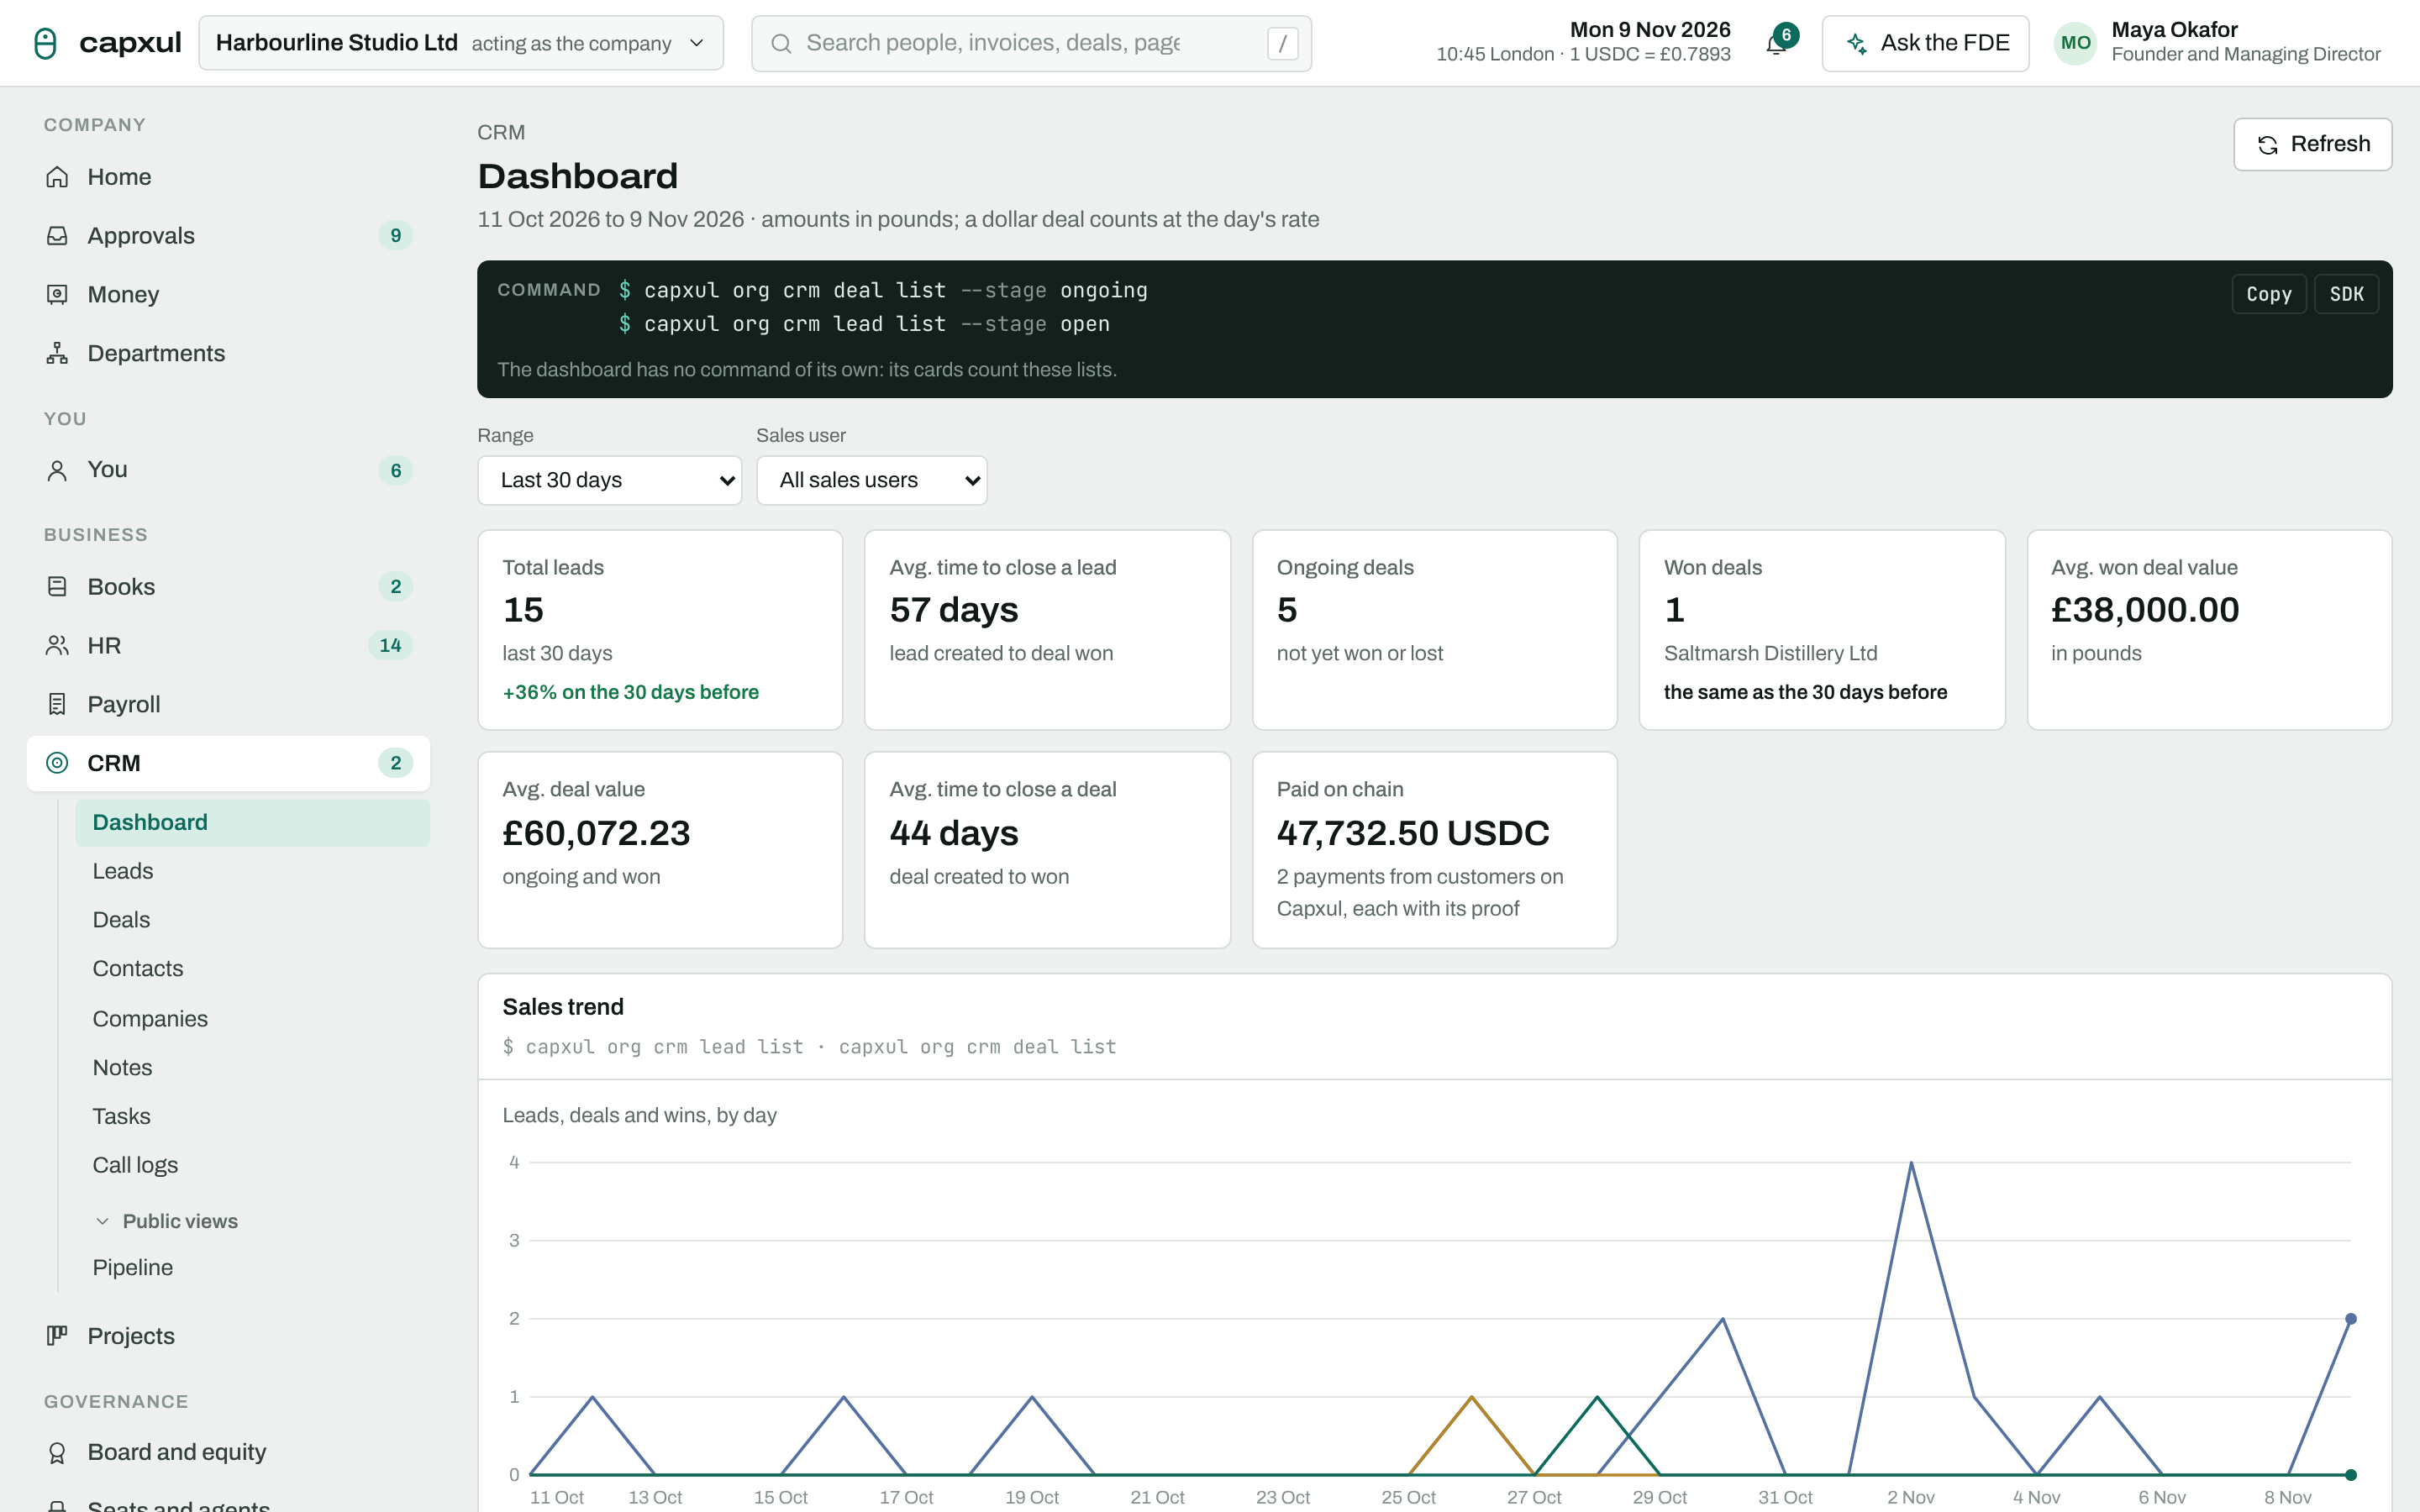 capxul
Harbourline Studio Ltd acting as the company
Search people, invoices, deals, page
/
Mon 9 Nov 2026
10:45 London · 1 USDC = £0.7893
6
Ask the FDE
MO
Maya Okafor
Founder and Managing Director
COMPANY
Home
Approvals 9
Money
Departments
YOU
You 6
BUSINESS
Books 2
HR 14
Payroll
CRM 2
Dashboard
Leads
Deals
Contacts
Companies
Notes
Tasks
Call logs
Public views
Pipeline
Projects
GOVERNANCE
Board and equity
Seats and agents
CRM
Dashboard
11 Oct 2026 to 9 Nov 2026 · amounts in pounds; a dollar deal counts at the day's rate
Refresh
COMMAND $ capxul org crm deal list --stage ongoing
$ capxul org crm lead list --stage open
The dashboard has no command of its own: its cards count these lists.
Copy
SDK
Range
Last 30 days
Sales user
All sales users
Total leads
15
last 30 days
+36% on the 30 days before
Avg. time to close a lead
57 days
lead created to deal won
Ongoing deals
5
not yet won or lost
Won deals
1
Saltmarsh Distillery Ltd
the same as the 30 days before
Avg. won deal value
£38,000.00
in pounds
Avg. deal value
£60,072.23
ongoing and won
Avg. time to close a deal
44 days
deal created to won
Paid on chain
47,732.50 USDC
2 payments from customers on
Capxul, each with its proof
Sales trend
$ capxul org crm lead list · capxul org crm deal list
Leads, deals and wins, by day
4
3
2
1
0
11 Oct 13 Oct 15 Oct 17 Oct 19 Oct 21 Oct 23 Oct 25 Oct 27 Oct 29 Oct 31 Oct 2 Nov 4 Nov 6 Nov 8 Nov